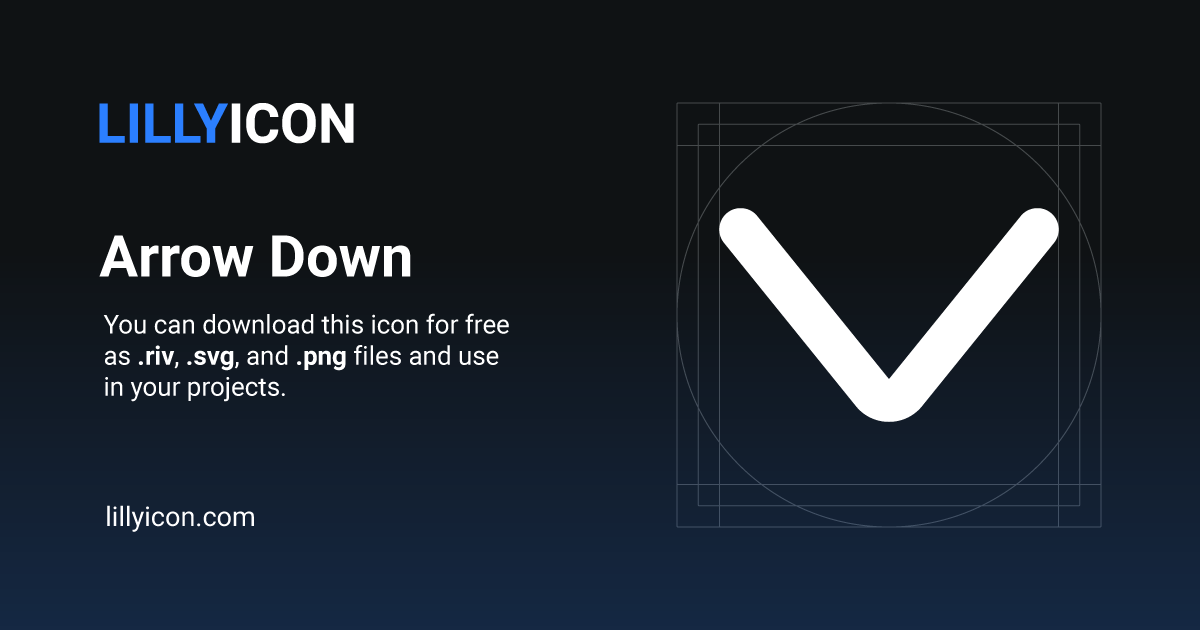 LILLYICON
Arrow Down
You can download this icon for free
as .riv, .svg, and .png files and use
in your projects.
lillyicon.com